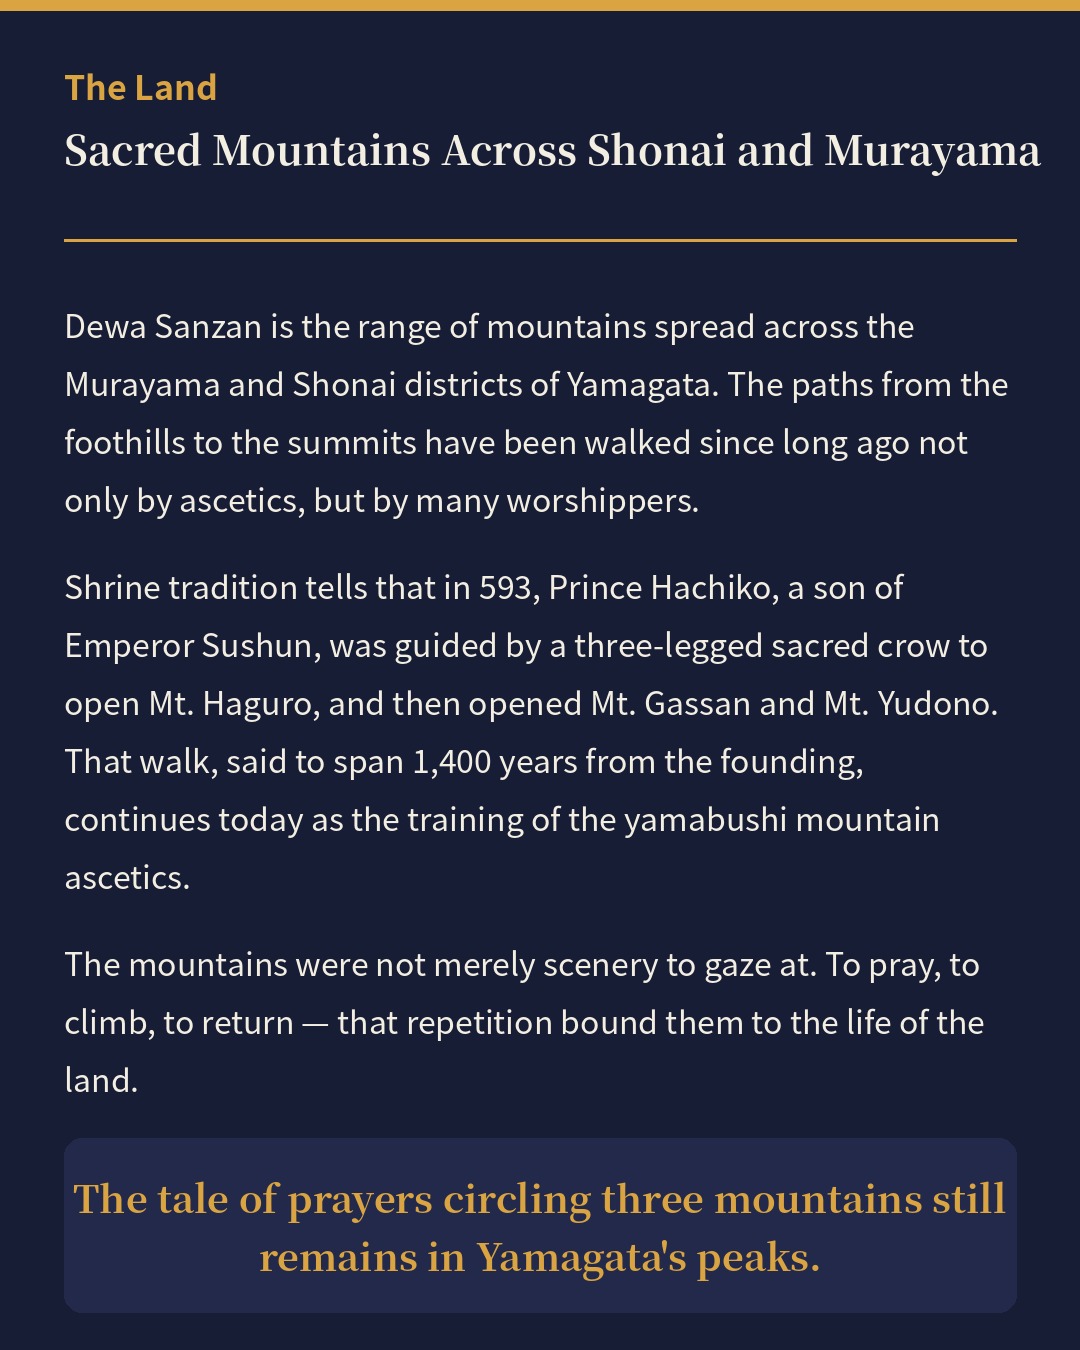 The Land
Sacred Mountains Across Shonai and Murayama
Dewa Sanzan is the range of mountains spread across the
Murayama and Shonai districts of Yamagata. The paths from the
foothills to the summits have been walked since long ago not
only by ascetics, but by many worshippers.
Shrine tradition tells that in 593, Prince Hachiko, a son of
Emperor Sushun, was guided by a three-legged sacred crow to
open Mt. Haguro, and then opened Mt. Gassan and Mt. Yudono.
That walk, said to span 1,400 years from the founding,
continues today as the training of the yamabushi mountain
ascetics.
The mountains were not merely scenery to gaze at. To pray, to
climb, to return — that repetition bound them to the life of the
land.
The tale of prayers circling three mountains still
remains in Yamagata's peaks.